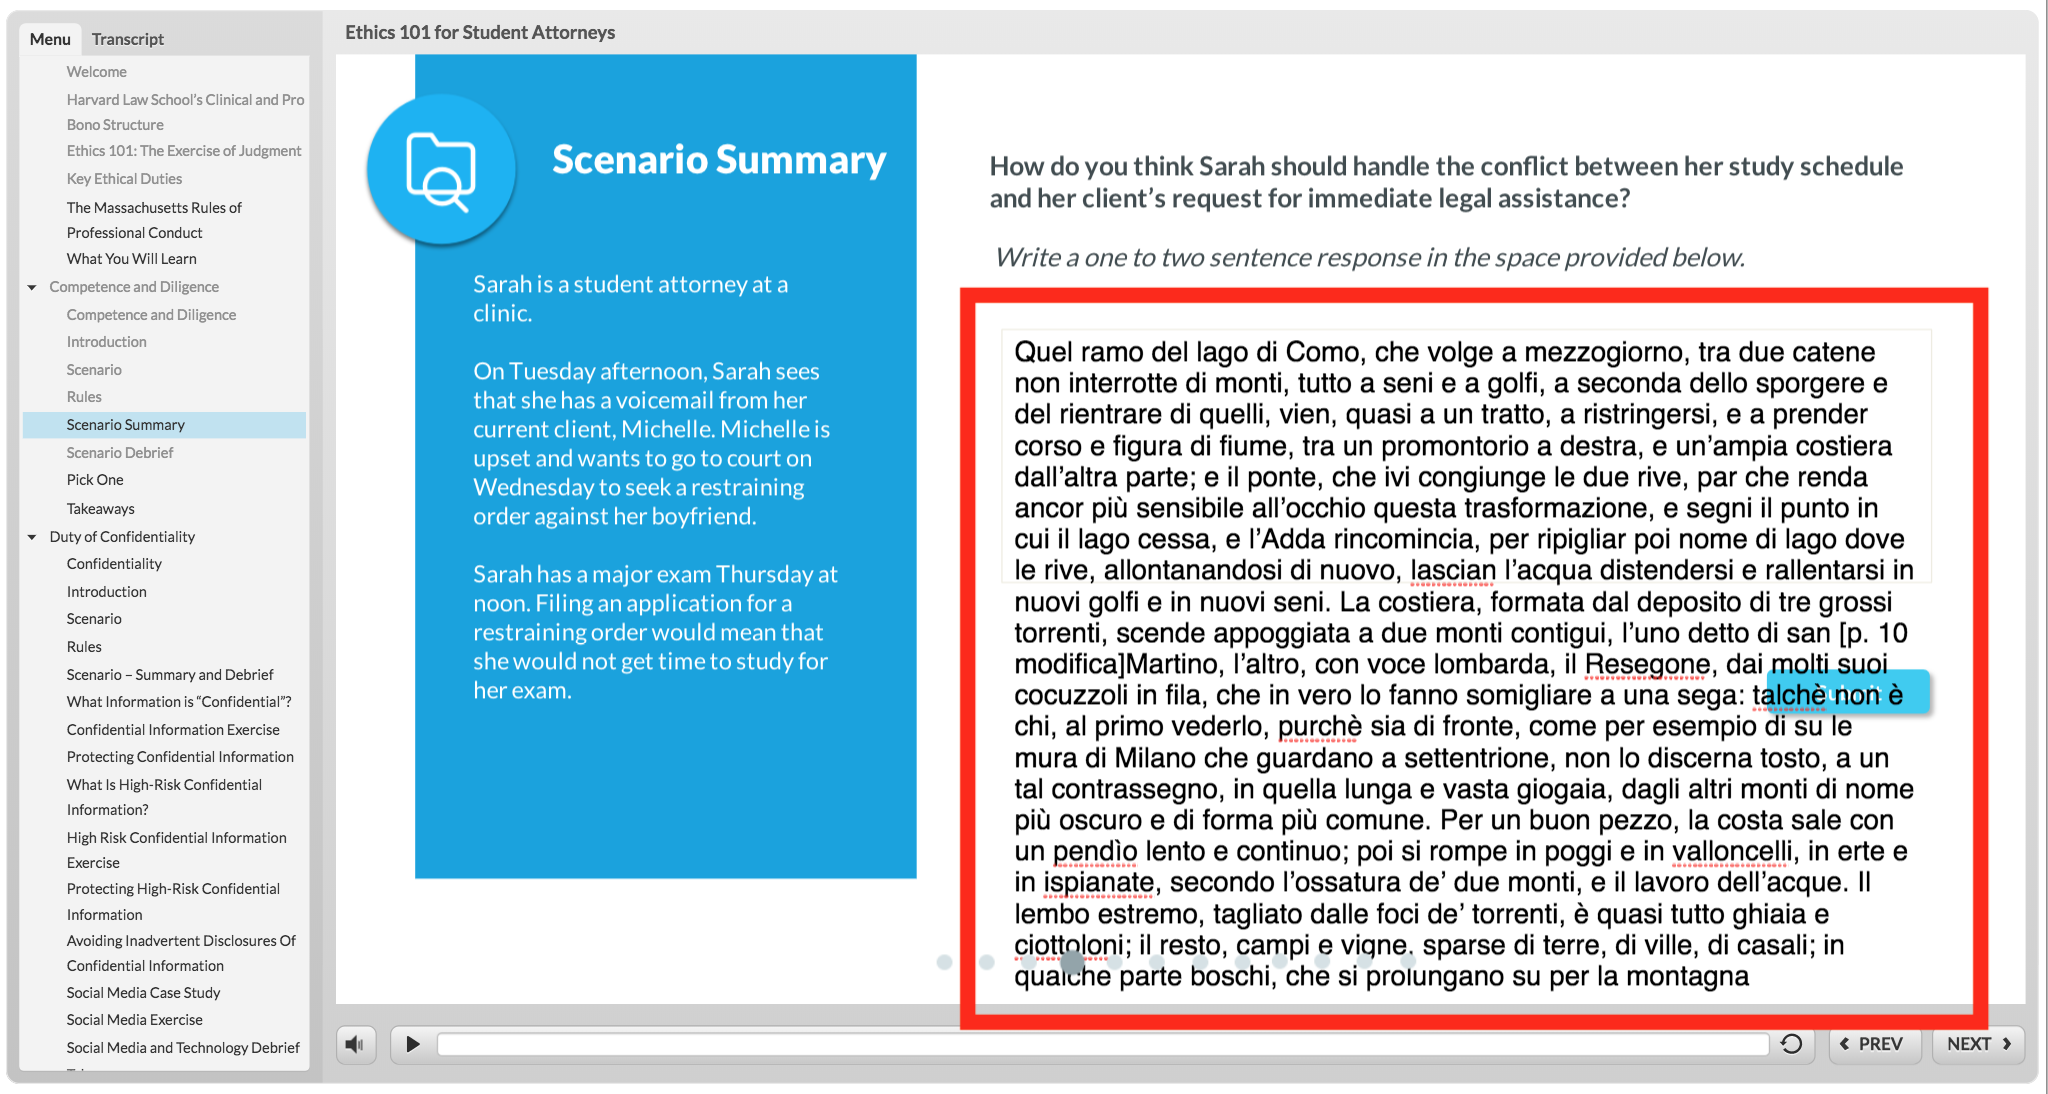 Menu
Transcript
Ethics 101 for Student Attorneys
Welcome
Harvard Law School's Clinical and Pro
Bono Structure
Ethics 101: The Exercise of Judgment
Key Ethical Duties
The Massachusetts Rules of
Professional Conduct
What You Will Learn
Competence and Diligence
Competence and Diligence
Introduction
Scenario
Rules
Scenario Summary
Scenario Debrief
Pick One
Takeaways
Duty of Confidentiality
Confidentiality
Introduction
Scenario
Rules
Scenario – Summary and Debrief
What Information is “Confidential”?
Confidential Information Exercise
Protecting Confidential Information
What Is High-Risk Confidential
Information?
High Risk Confidential Information
Exercise
Protecting High-Risk Confidential
Information
Avoiding Inadvertent Disclosures Of
Confidential Information
Social Media Case Study
Social Media Exercise
Social Media and Technology Debrief
Scenario Summary
Sarah is a student attorney at a
clinic.
On Tuesday afternoon, Sarah sees
that she has a voicemail from her
current client, Michelle. Michelle is
upset and wants to go to court on
Wednesday to seek a restraining
order against her boyfriend.
Sarah has a major exam Thursday at
noon. Filing an application for a
restraining order would mean that
she would not get time to study for
her exam.
How do you think Sarah should handle the conflict between her study schedule
and her client’s request for immediate legal assistance?
Write a one to two sentence response in the space provided below.
Quel ramo del lago di Como, che volge a mezzogiorno, tra due catene
non interrotte di monti, tutto a seni e a golfi, a seconda dello sporgere e
del rientrare di quelli, vien, quasi a un tratto, a ristringersi, e a prender
corso e figura di fiume, tra un promontorio a destra, e un’ampia costiera
dall’altra parte; e il ponte, che ivi congiunge le due rive, par che renda
ancor più sensibile all’occhio questa trasformazione, e segni il punto in
cui il lago cessa, e l’Adda rincomincia, per ripigliar poi nome di lago dove
le rive, allontanandosi di nuovo, lascian l’acqua distendersi e rallentarsi in
nuovi golfi e in nuovi seni. La costiera, formata dal deposito di tre grossi
torrenti, scende appoggiata a due monti contigui, l’uno detto di san [p. 10
modifica]Martino, l’altro, con voce lombarda, il Resegone, dai molti suoi
cocuzzoli in fila, che in vero lo fanno somigliare a una sega: talchè non è
chi, al primo vederlo, purchè sia di fronte, come per esempio di su le
mura di Milano che guardano a settentrione, non lo discerna tosto, a un
tal contrassegno, in quella lunga e vasta giogaia, dagli altri monti di nome
più oscuro e di forma più comune. Per un buon pezzo, la costa sale con
un pendìo lento e continuo; poi si rompe in poggi e in valloncelli, in erte e
in ispianate, secondo l’ossatura de’ due monti, e il lavoro dell’acque. Il
lembo estremo, tagliato dalle foci de’ torrenti, è quasi tutto ghiaia e
ciottoloni; il resto, campi e vigne, sparse di terre, di ville, di casali; in
qualche parte boschi, che si prolungano su per la montagna
PREV
NEXT